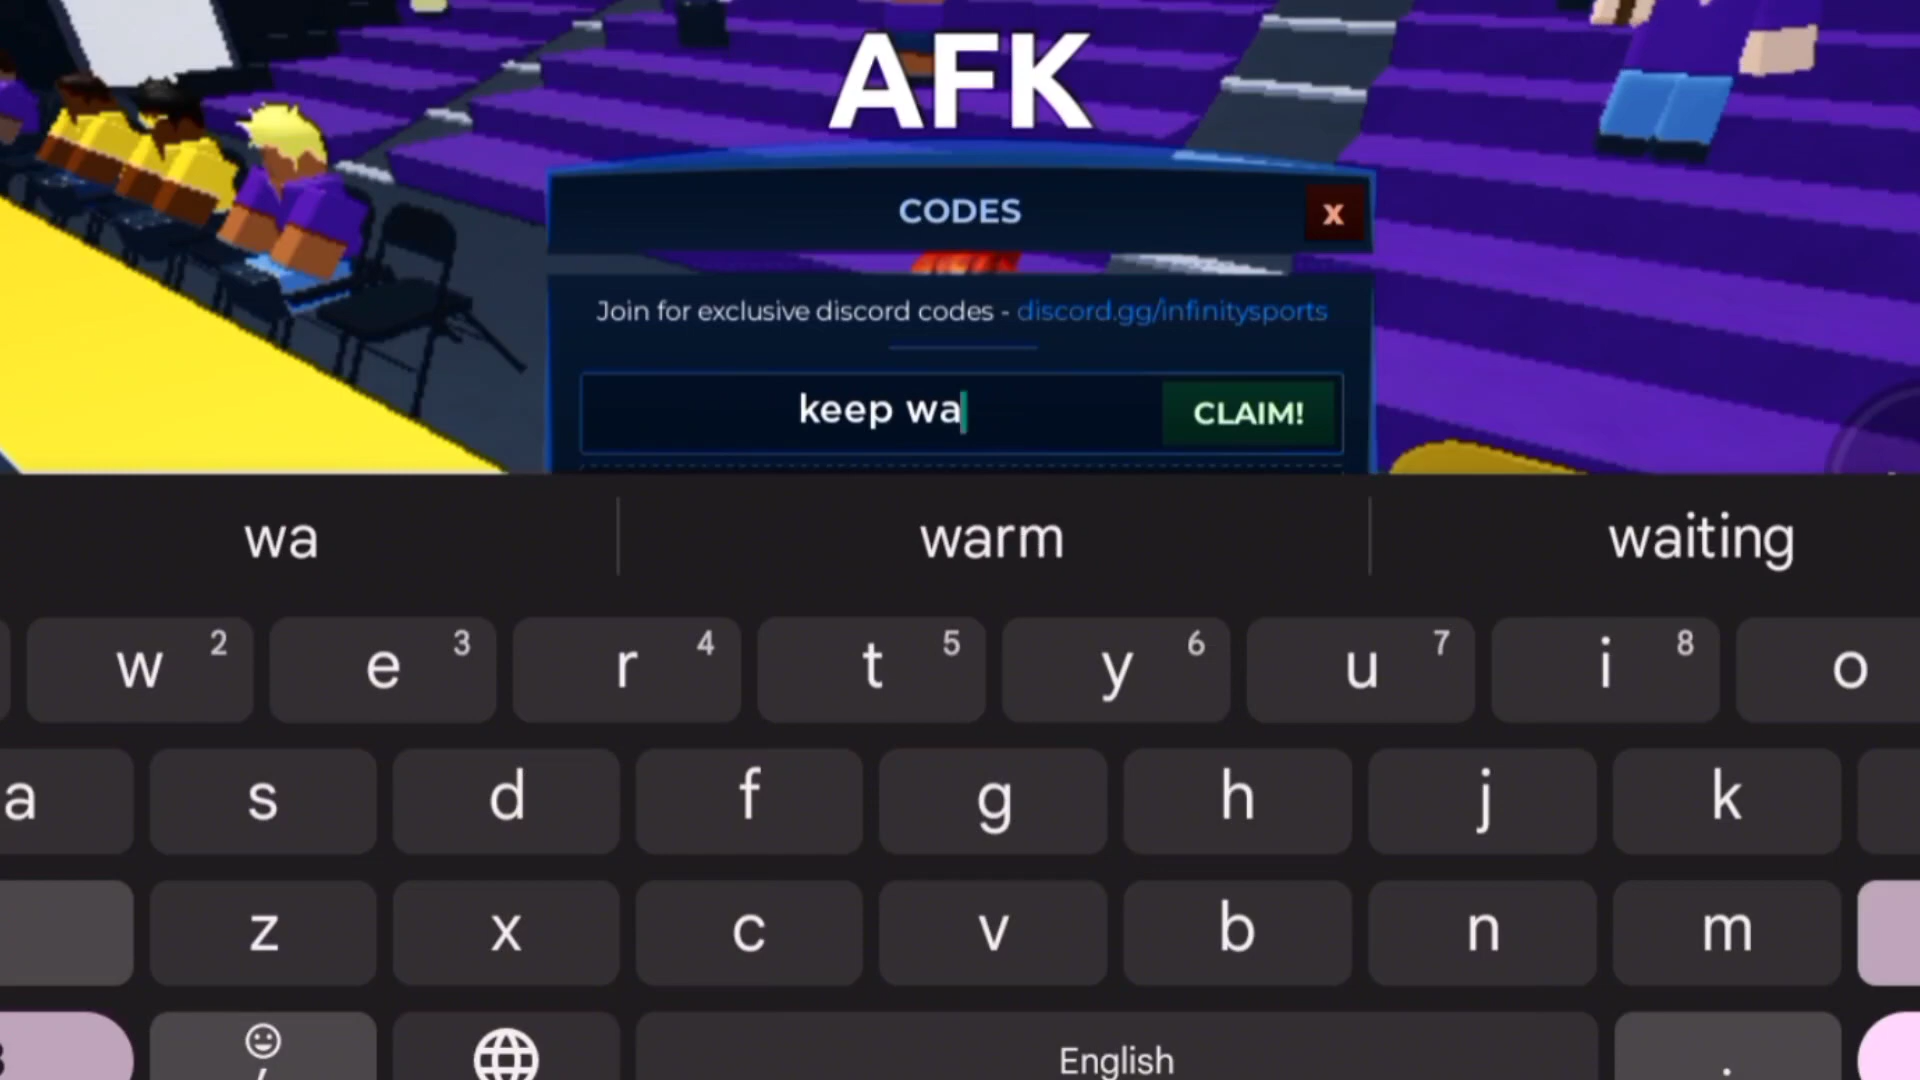 AFK
CODES
x
Join for exclusive discord codes - discord.gg/infinitysports
keep wa
CLAIM!
wa warm waiting
w 2 e 3 r 4 t 5 y 6 u 7 i 8 o
a s d f g h j k
z x c v b n m
, English .